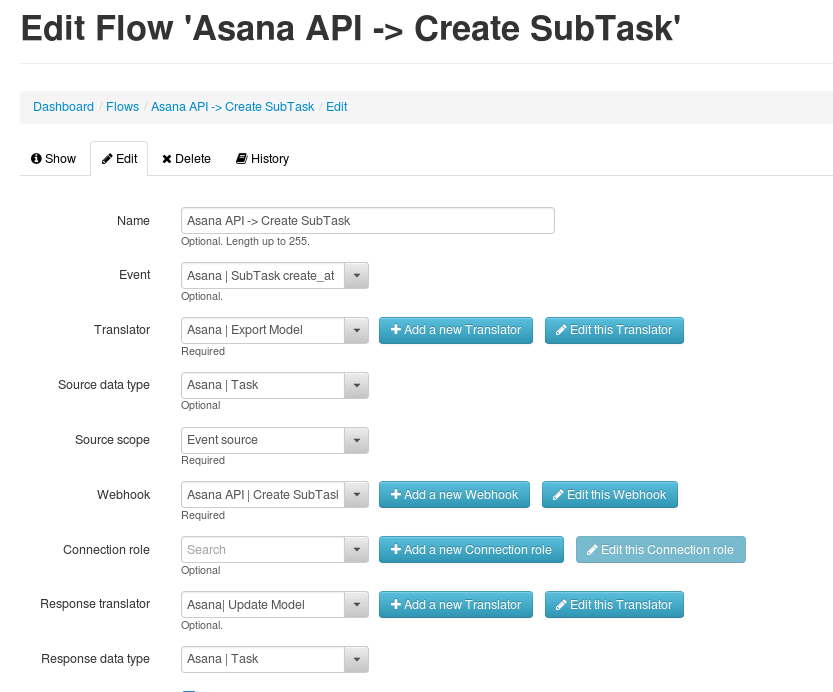 Edit Flow 'Asana API -> Create SubTask'
Dashboard / Flows / Asana API -> Create SubTask / Edit
Show Edit Delete History
Name Asana API -> Create SubTask
Optional. Length up to 255.
Event Asana | SubTask create_at
Optional.
Translator Asana | Export Model Add a new Translator Edit this Translator
Required
Source data type Asana | Task
Optional
Source scope Event source
Required
Webhook Asana API | Create SubTask Add a new Webhook Edit this Webhook
Required
Connection role Search Add a new Connection role Edit this Connection role
Optional
Response translator Asana| Update Model Add a new Translator Edit this Translator
Optional.
Response data type Asana | Task